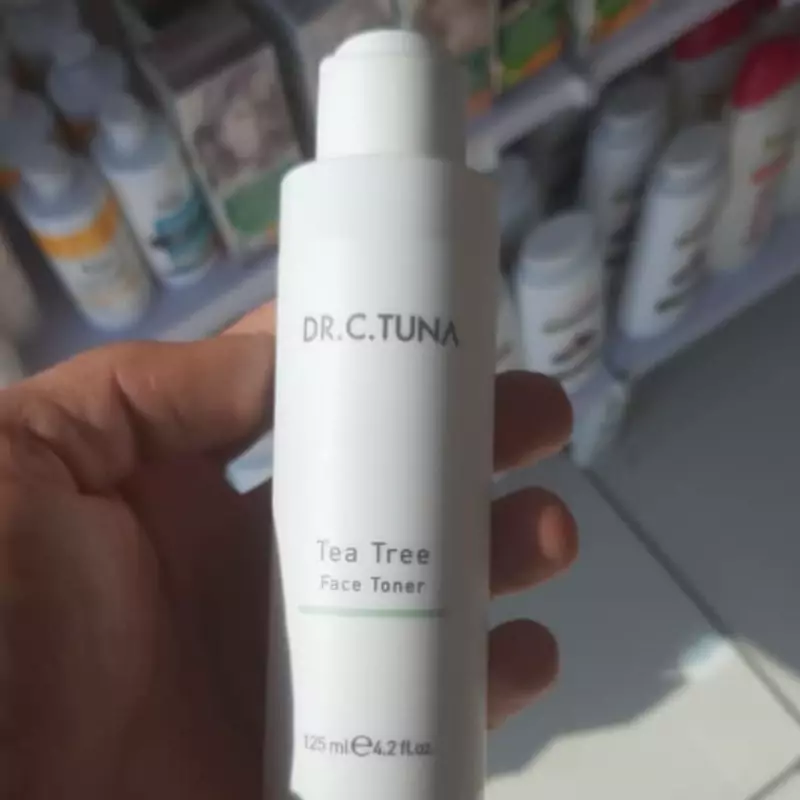 DR.C.TUNA
Tea Tree
Face Toner
125 ml℮4.2 fl.oz.